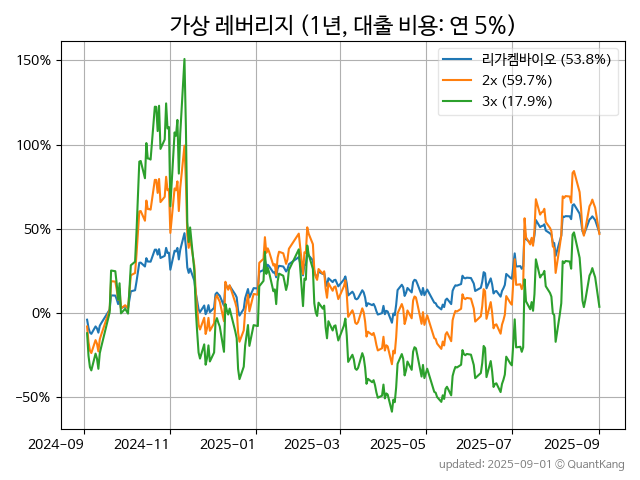 가상 레버리지 (1년, 대출 비용: 연 5%)
리가켐바이오 (53.8%)
2x (59.7%)
3x (17.9%)
150%
100%
50%
0%
−50%
2024-09
2024-11
2025-01
2025-03
2025-05
2025-07
2025-09
updated: 2025-09-01 © QuantKang